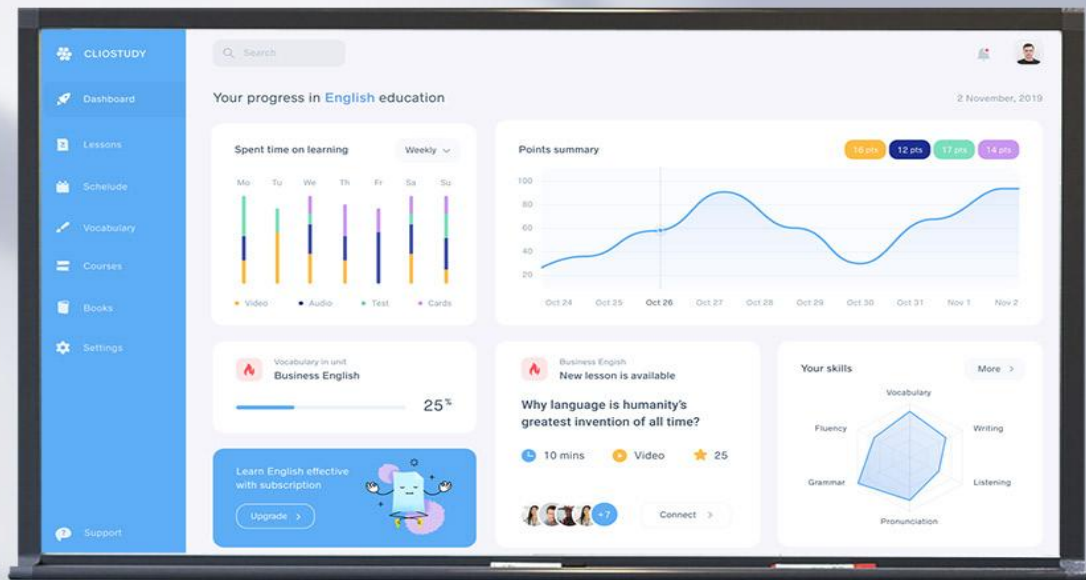 CLIOSTUDY
Dashboard
Lessons
Schelude
Vocabulary
Courses
Books
Settings
Support
Search
Your progress in English education
2 November, 2019
Spent time on learning
Weekly
Mo Tu We Th Fr Sa Su
Video Audio Test Cards
Points summary
16 pts 12 pts 17 pts 14 pts
100
80
60
40
20
Oct 24 Oct 25 Oct 26 Oct 27 Oct 28 Oct 29 Oct 30 Oct 31 Nov 1 Nov 2
Vocabulary in unit
Business English
25%
Learn English effective
with subscription
Upgrade >
Business Engish
New lesson is available
Why language is humanity's
greatest invention of all time?
10 mins Video 25
+7
Connect >
Your skills
More >
Vocabulary
Fluency
Writing
Grammar
Listening
Pronunciation
?